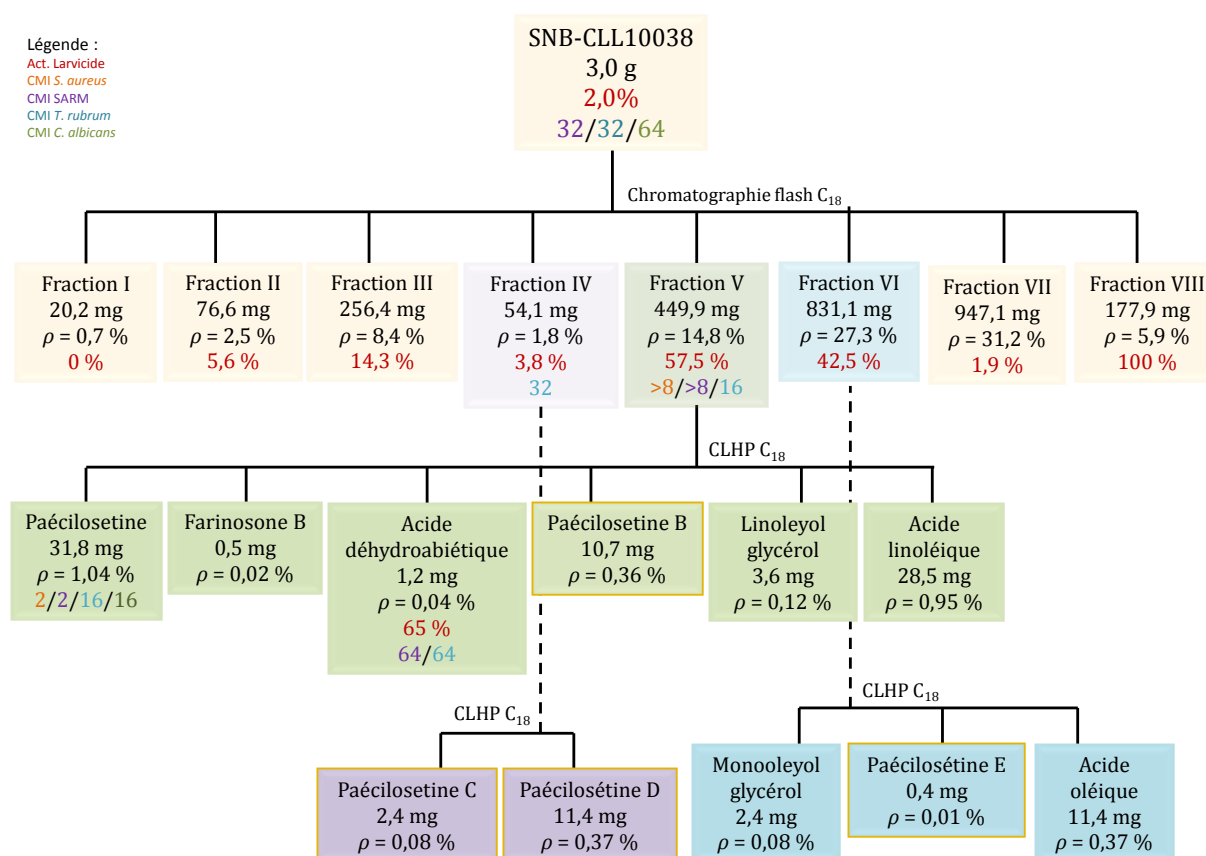 Légende :
Act. Larvicide
CMI S. aureus
CMI SARM
CMI T. rubrum
CMI C. albicans
SNB-CLL10038
3,0 g
2,0%
32/32/64
Chromatographie flash C18
Fraction I
20,2 mg
ρ = 0,7 %
0 %
Fraction II
76,6 mg
ρ = 2,5 %
5,6 %
Fraction III
256,4 mg
ρ = 8,4 %
14,3 %
Fraction IV
54,1 mg
ρ = 1,8 %
3,8 %
32
Fraction V
449,9 mg
ρ = 14,8 %
57,5 %
>8/>8/16
Fraction VI
831,1 mg
ρ = 27,3 %
42,5 %
Fraction VII
947,1 mg
ρ = 31,2 %
1,9 %
Fraction VIII
177,9 mg
ρ = 5,9 %
100 %
CLHP C18
Paécilosetine
31,8 mg
ρ = 1,04 %
2/2/16/16
Farinosone B
0,5 mg
ρ = 0,02 %
Acide
déhydroabiétique
1,2 mg
ρ = 0,04 %
65 %
64/64
Paécilosetine B
10,7 mg
ρ = 0,36 %
Linoleyol
glycérol
3,6 mg
ρ = 0,12 %
Acide
linoléique
28,5 mg
ρ = 0,95 %
CLHP C18
Paécilosetine C
2,4 mg
ρ = 0,08 %
Paécilosétine D
11,4 mg
ρ = 0,37 %
CLHP C18
Monooleyol
glycérol
2,4 mg
ρ = 0,08 %
Paécilosétine E
0,4 mg
ρ = 0,01 %
Acide
oléique
11,4 mg
ρ = 0,37 %